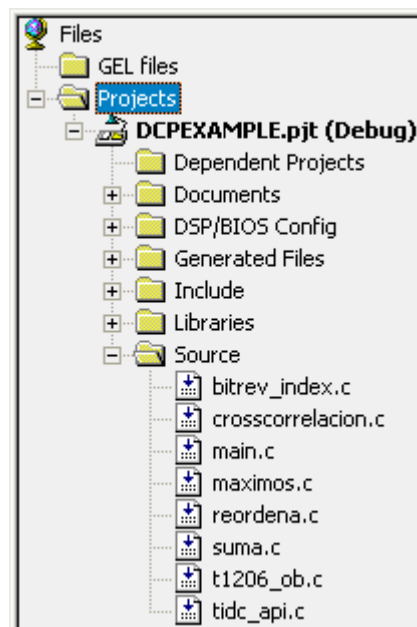 Files
GEL files
Projects
DCPEXAMPLE.pjt (Debug)
Dependent Projects
Documents
DSP/BIOS Config
Generated Files
Include
Libraries
Source
bitrev_index.c
crosscorrelacion.c
main.c
maximos.c
reordena.c
suma.c
t1206_ob.c
tidc_api.c